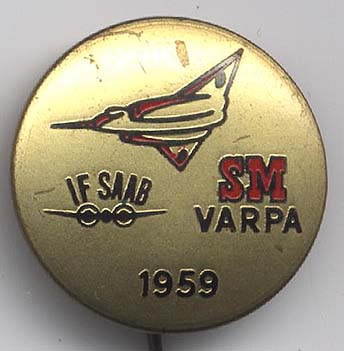 IF SAAB
SM
VARPA
1959